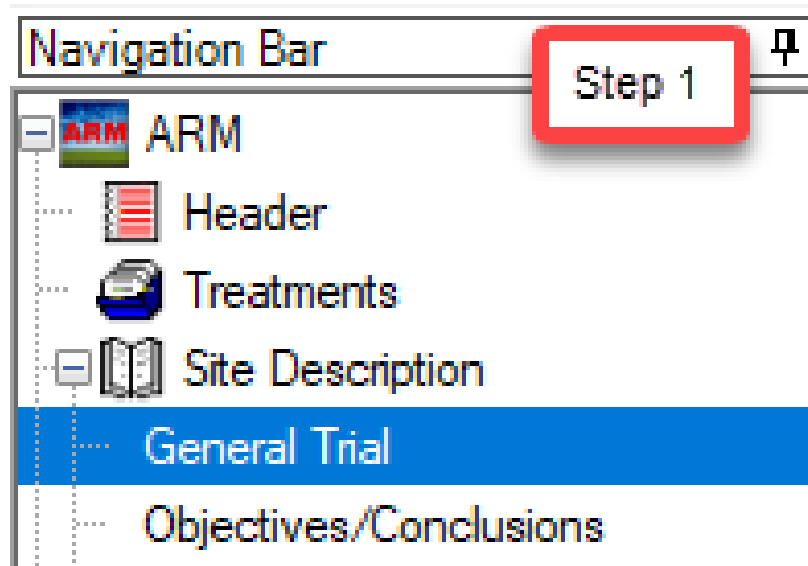 Navigation Bar
Step 1
ARM ARM
Header
Treatments
Site Description
General Trial
Objectives/Conclusions